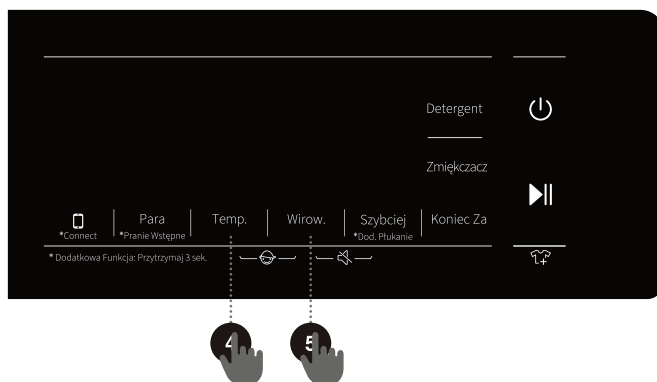 Detergent
Zmiękczacz
Para Temp. Wirow. Szybciej Koniec Za
*Connect *Pranie Wstępne *Dod. Płukanie
* Dodatkowa Funkcja: Przytrzymaj 3 sek.
4 5